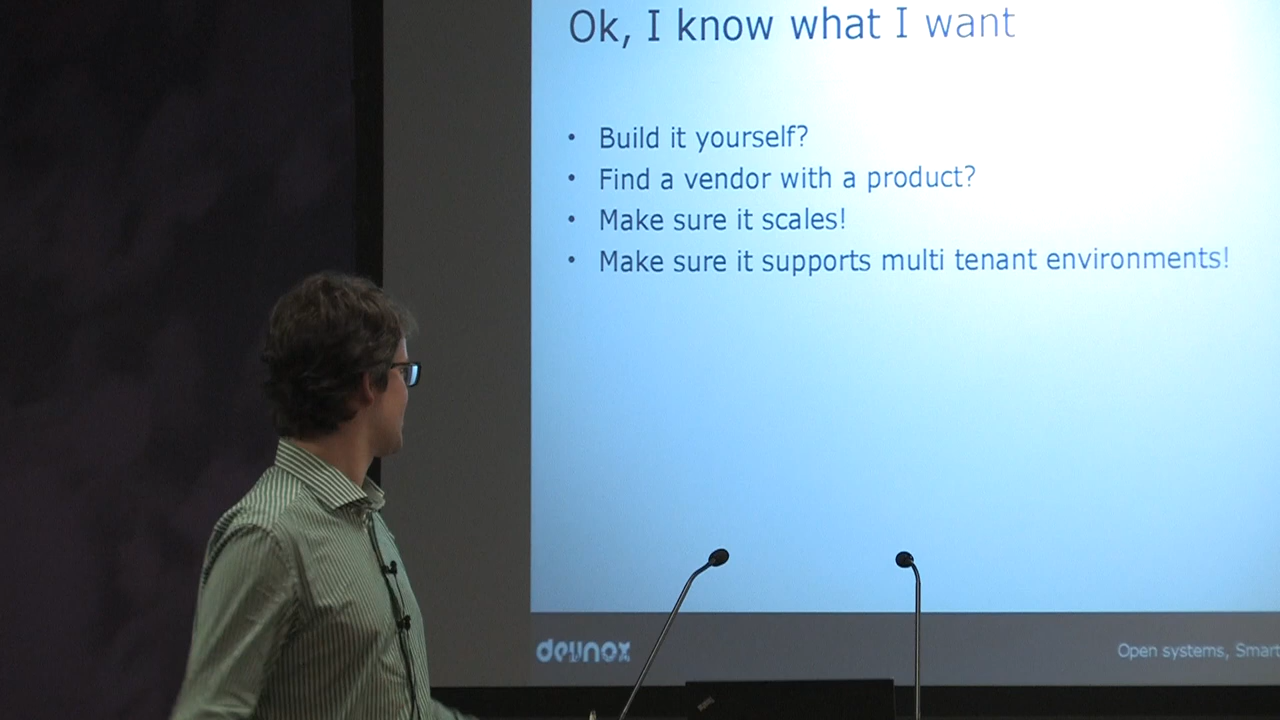 Ok, I know what I want
• Build it yourself?
• Find a vendor with a product?
• Make sure it scales!
• Make sure it supports multi tenant environments!
Open systems, Smart